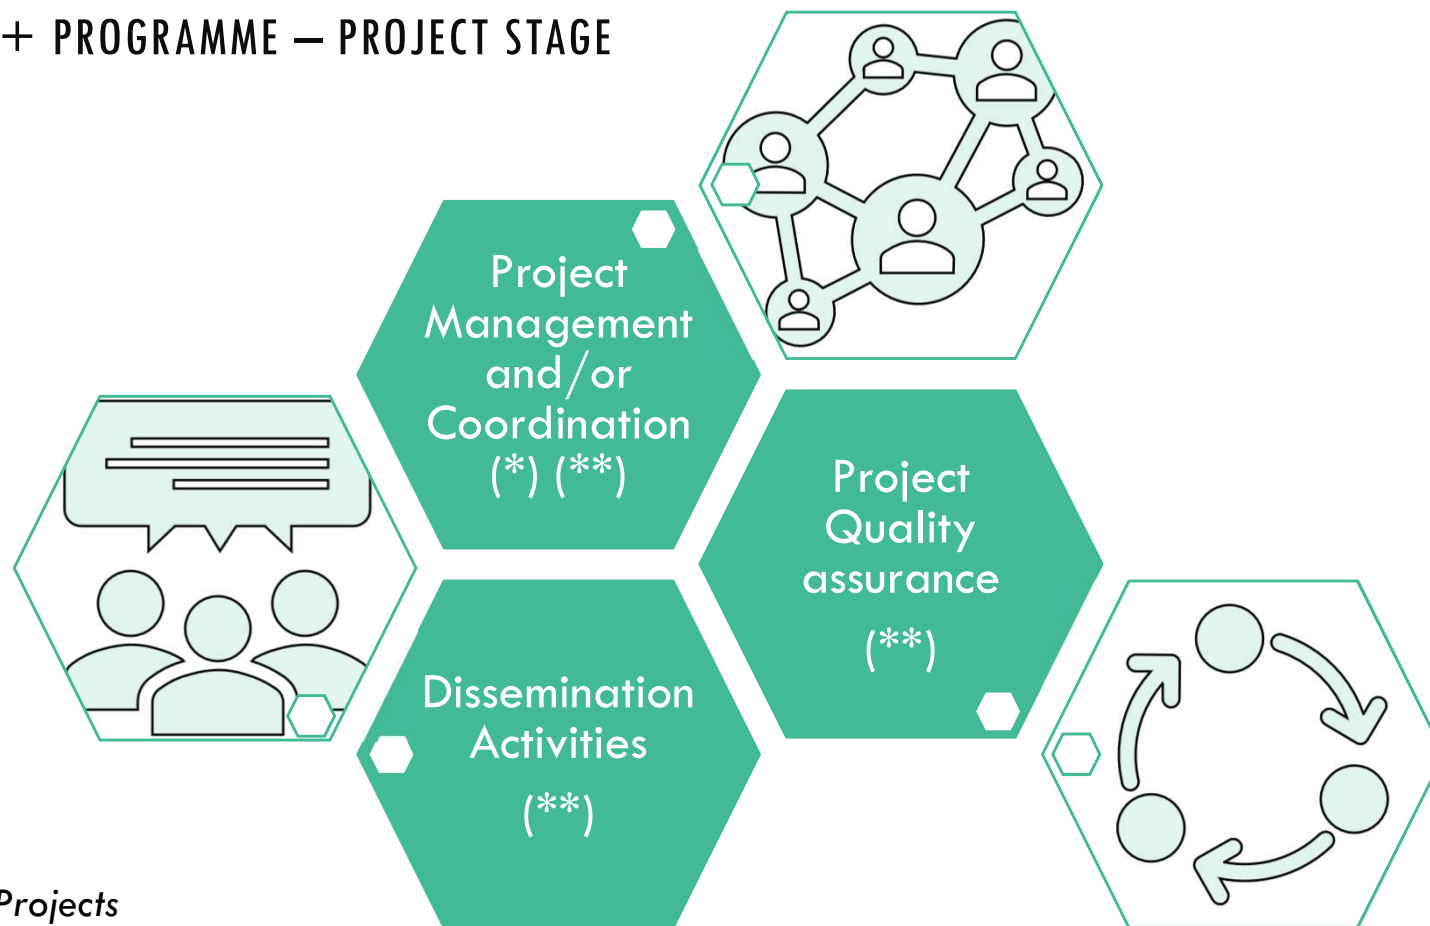 + PROGRAMME – PROJECT STAGE
Project
Management
and/or
Coordination
(*) (**)
Project
Quality
assurance
(**)
Dissemination
Activities
(**)
Projects